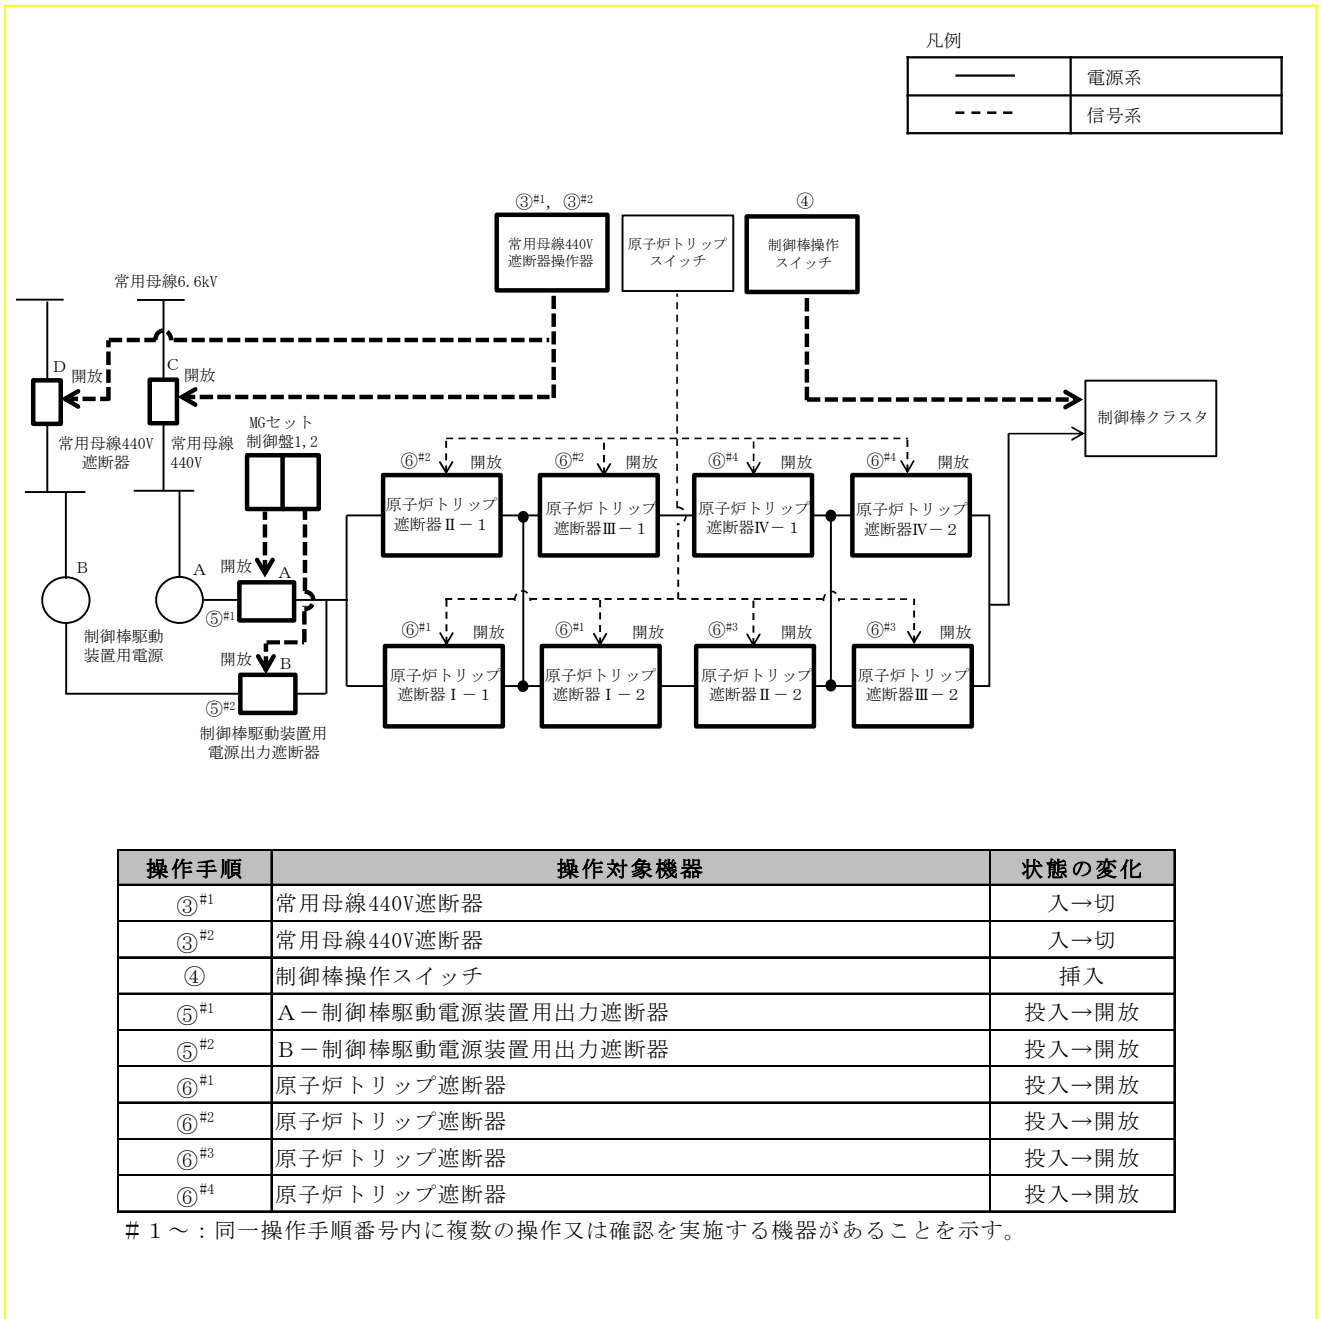 凡例
電源系
信号系
③#1, ③#2
④
常用母線440V
遮断器操作器
原子炉トリップ
スイッチ
制御棒操作
スイッチ
常用母線6.6kV
D
開放
C
開放
制御棒クラスタ
常用母線440V
遮断器
常用母線
440V
MGセット
制御盤1,2
⑥#2
開放
⑥#2
開放
⑥#4
開放
⑥#4
開放
原子炉トリップ
遮断器Ⅱ－1
原子炉トリップ
遮断器Ⅲ－1
原子炉トリップ
遮断器Ⅳ－1
原子炉トリップ
遮断器Ⅳ－2
B
A
開放
A
⑤#1
制御棒駆動
装置用電源
開放
B
⑤#2
制御棒駆動装置用
電源出力遮断器
⑥#1
開放
⑥#1
開放
⑥#3
開放
⑥#3
開放
原子炉トリップ
遮断器Ⅰ－1
原子炉トリップ
遮断器Ⅰ－2
原子炉トリップ
遮断器Ⅱ－2
原子炉トリップ
遮断器Ⅲ－2
操作手順 操作対象機器 状態の変化
③#1 常用母線440V遮断器 入→切
③#2 常用母線440V遮断器 入→切
④ 制御棒操作スイッチ 挿入
⑤#1 A－制御棒駆動電源装置用出力遮断器 投入→開放
⑤#2 B－制御棒駆動電源装置用出力遮断器 投入→開放
⑥#1 原子炉トリップ遮断器 投入→開放
⑥#2 原子炉トリップ遮断器 投入→開放
⑥#3 原子炉トリップ遮断器 投入→開放
⑥#4 原子炉トリップ遮断器 投入→開放
＃１～：同一操作手順番号内に複数の操作又は確認を実施する機器があることを示す。